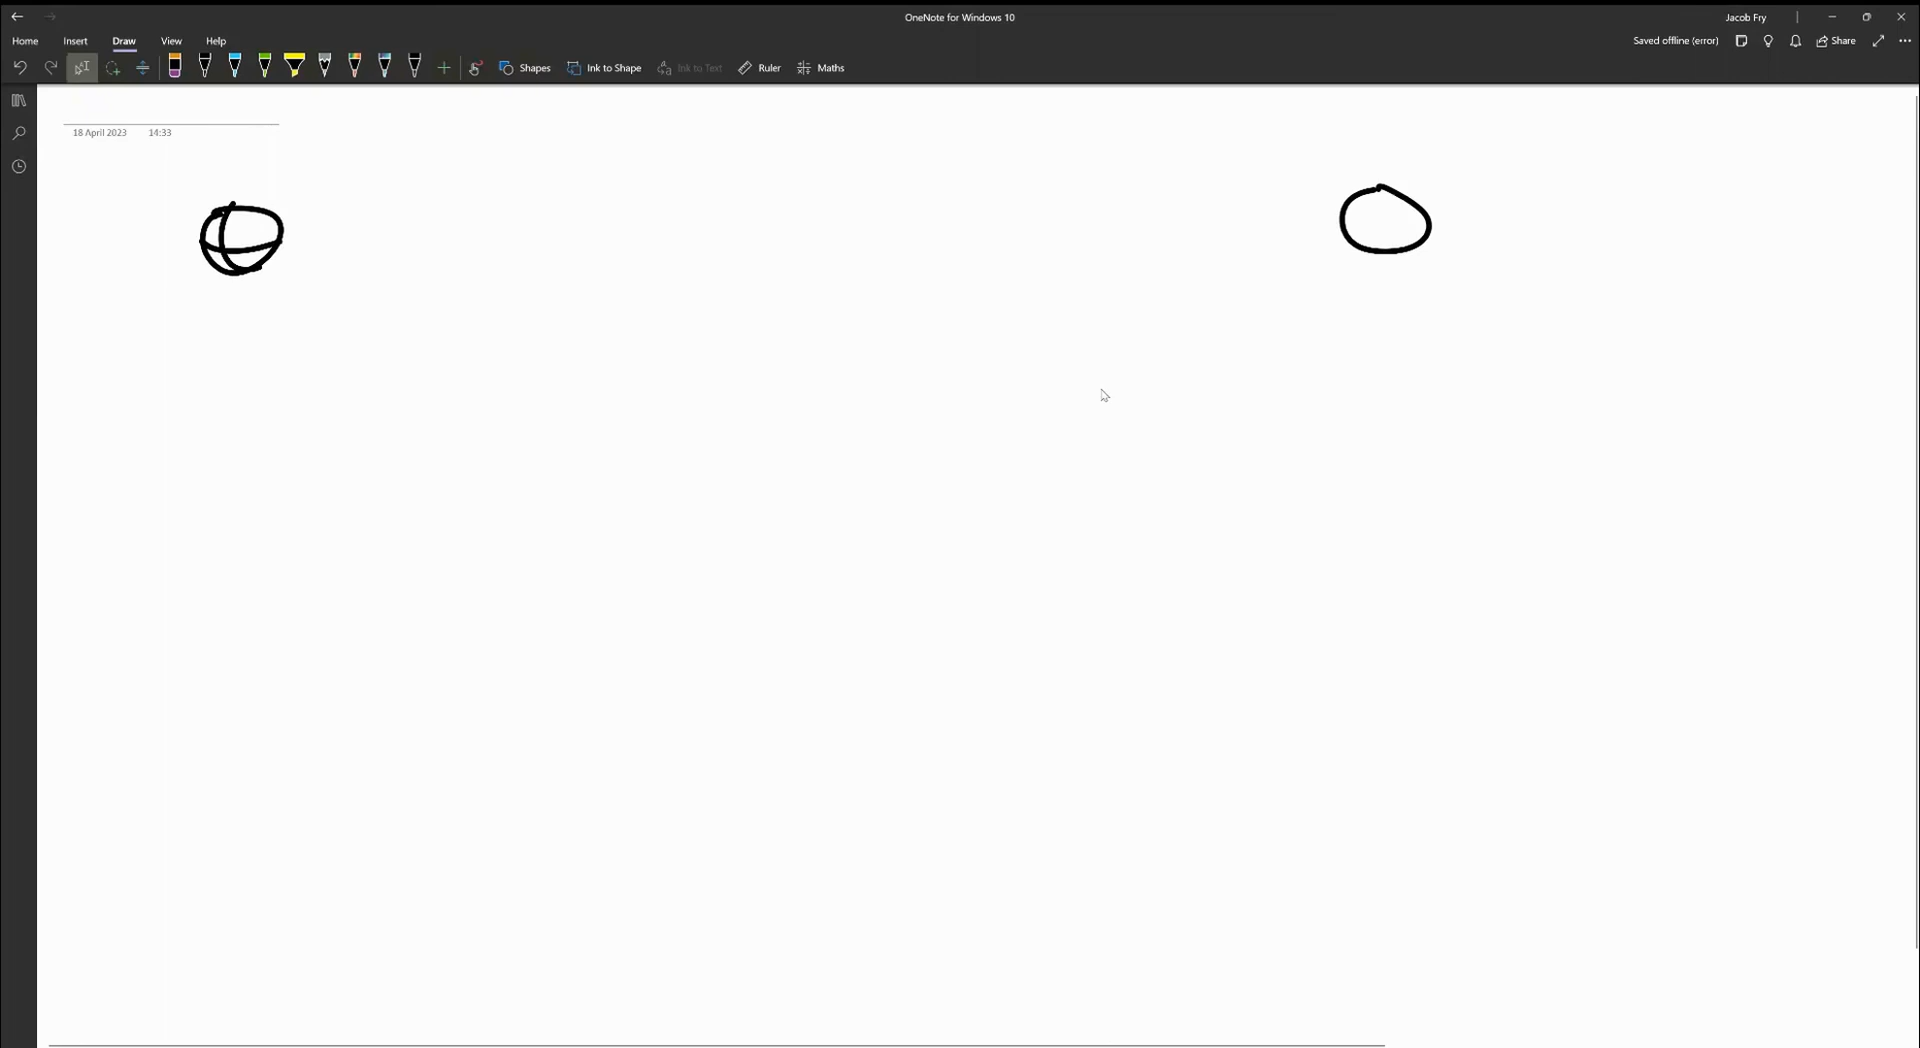 OneNote for Windows 10
Jacob Fry
Home Insert Draw View Help
Saved offline (error) Share
Shapes Ink to Shape Ink to Text Ruler Maths
18 April 2023 14:33